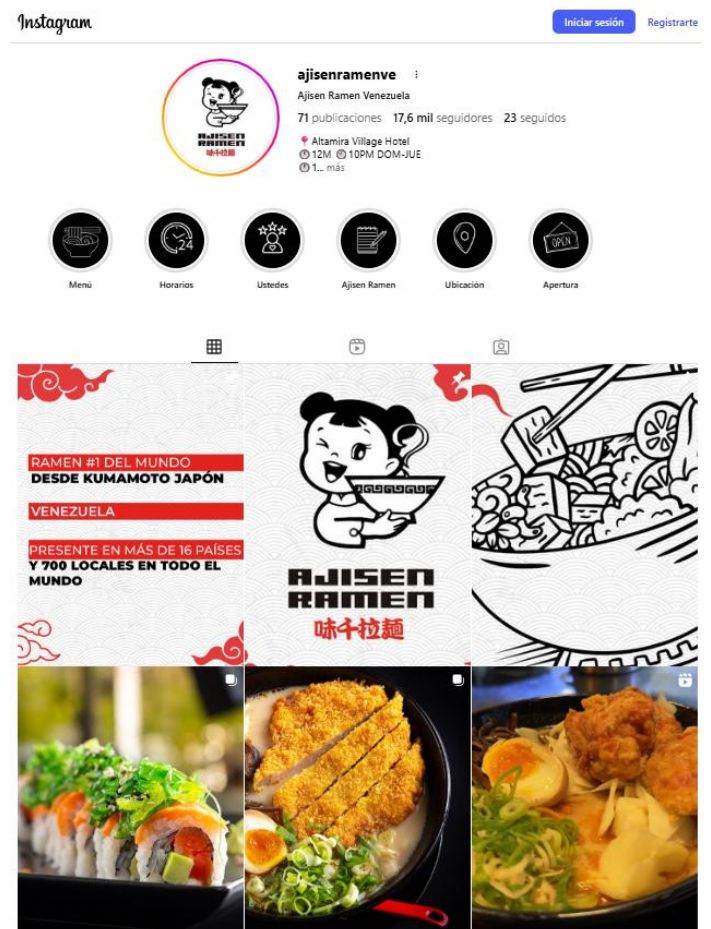 Instagram
Iniciar sesión
Registrarte
AJISEN
RAMEN
味千拉麺
ajisenramenve
Ajisen Ramen Venezuela
71 publicaciones 17,6 mil seguidores 23 seguidos
Altamira Village Hotel
12M 10PM DOM-JUE
1... más
24
OPEN
Menú
Horarios
Ustedes
Ajisen Ramen
Ubicación
Apertura
RAMEN #1 DEL MUNDO
DESDE KUMAMOTO JAPÓN
VENEZUELA
PRESENTE EN MÁS DE 16 PAÍSES
Y 700 LOCALES EN TODO EL
MUNDO
AJISEN
RAMEN
味千拉麺